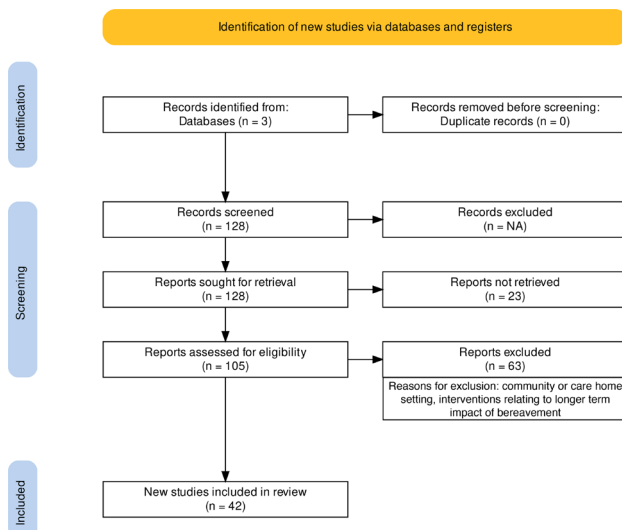 Identification of new studies via databases and registers
Identification
Records identified from:
Databases (n = 3)
Records removed before screening:
Duplicate records (n = 0)
Screening
Records screened
(n = 128)
Records excluded
(n = NA)
Reports sought for retrieval
(n = 128)
Reports not retrieved
(n = 23)
Reports assessed for eligibility
(n = 105)
Reports excluded
(n = 63)
Reasons for exclusion: community or care home
setting, interventions relating to longer term
impact of bereavement
Included
New studies included in review
(n = 42)